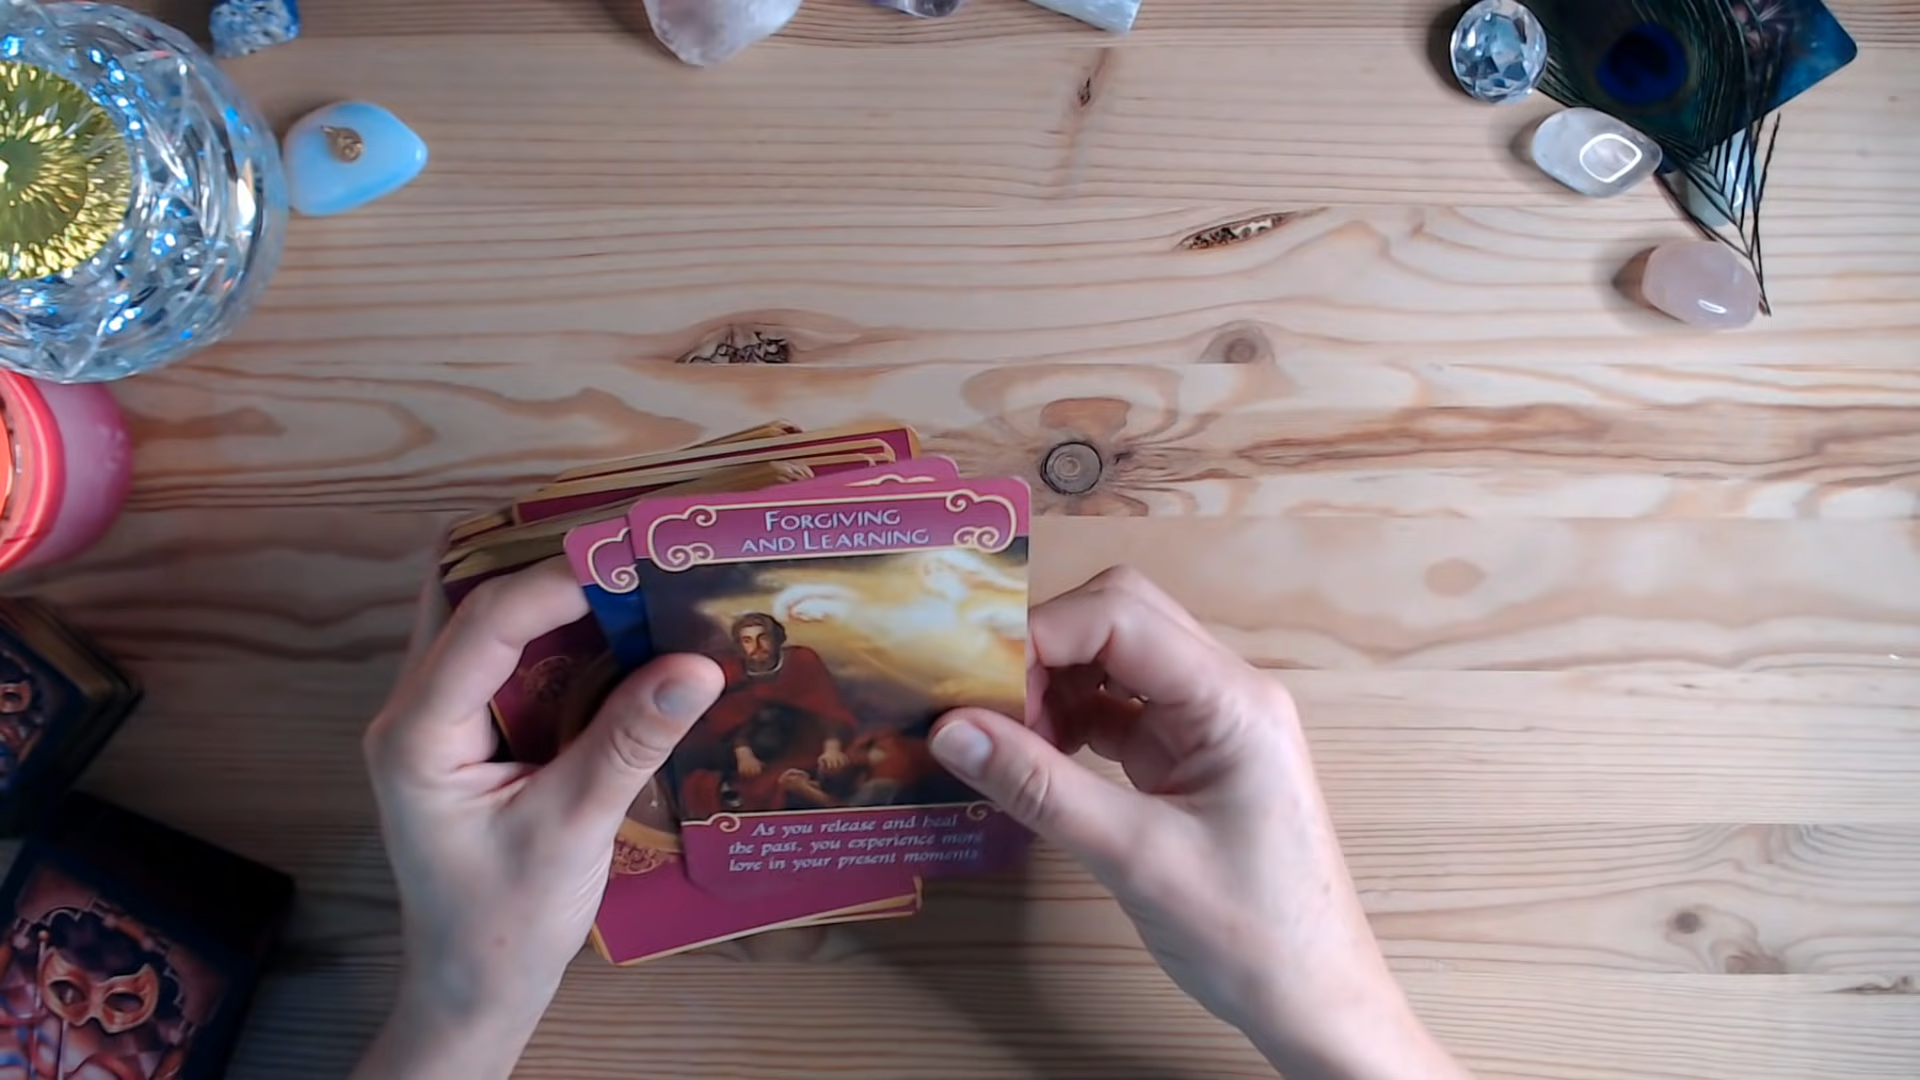 FORGIVING
AND LEARNING
As you release and heal
the past, you experience more
love in your present moments.